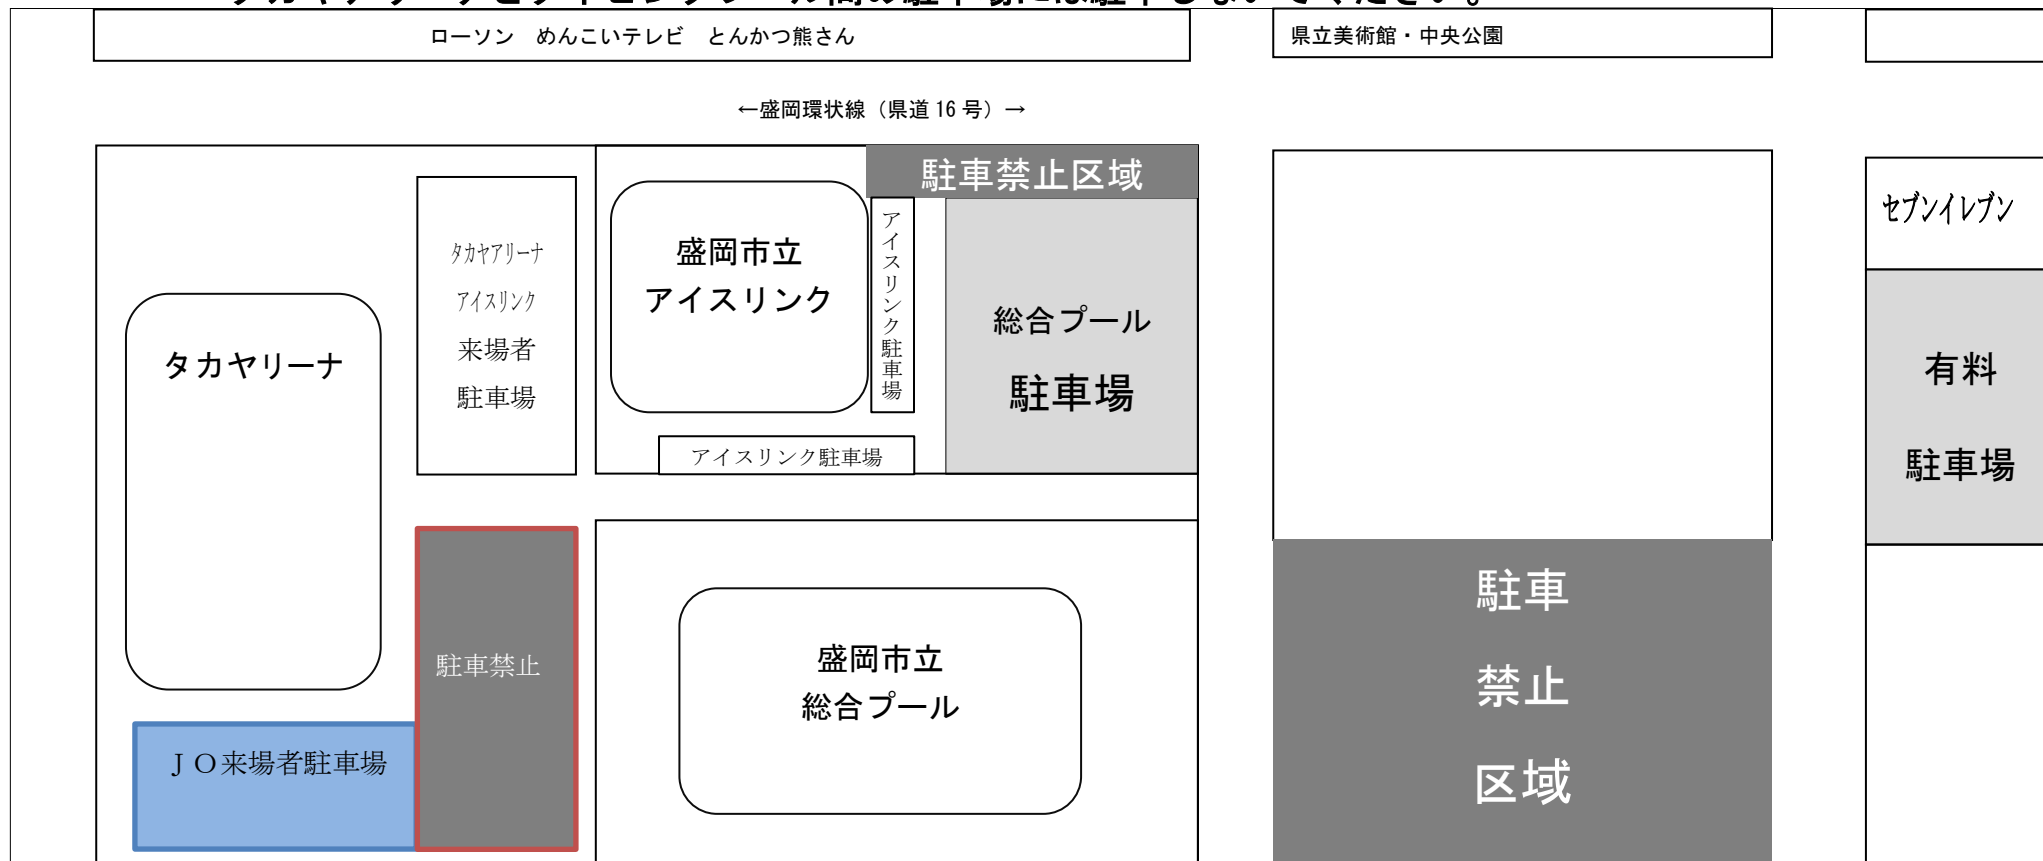 ローソン　めんこいテレビ　とんかつ熊さん
県立美術館・中央公園
←盛岡環状線（県道 16 号）→
駐車禁止区域
タカヤアリーナ
アイスリンク
来場者
駐車場
盛岡市立
アイスリンク
アイスリンク駐車場
総合プール
駐車場
アイスリンク駐車場
タカヤリーナ
セブンイレブン
有料
駐車場
駐車禁止
ＪＯ来場者駐車場
盛岡市立
総合プール
駐車
禁止
区域